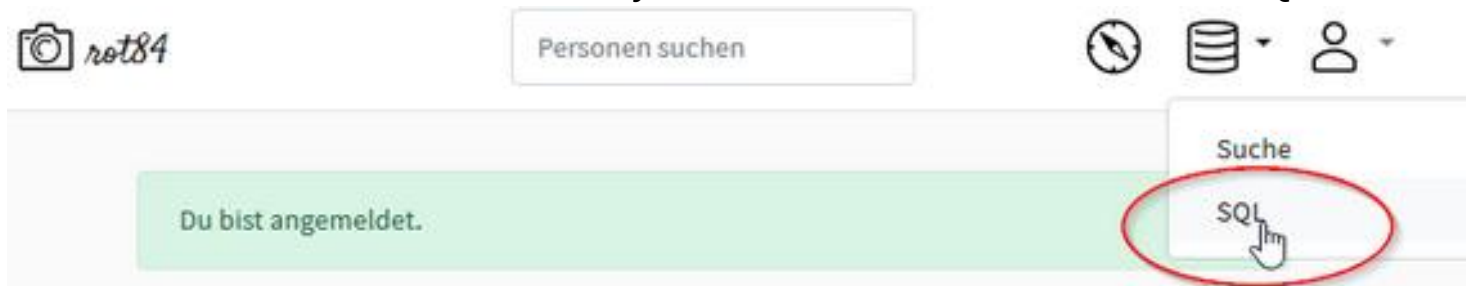 rot84
Personen suchen
Suche
SQL
Du bist angemeldet.